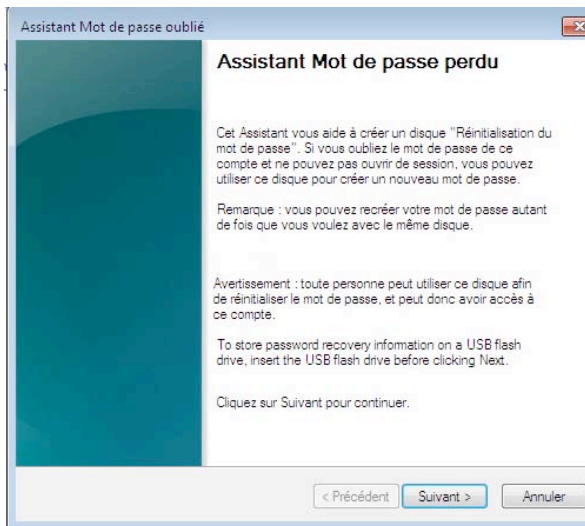 Assistant Mot de passe oublié
Assistant Mot de passe perdu
Cet Assistant vous aide à créer un disque "Réinitialisation du
mot de passe". Si vous oubliez le mot de passe de ce
compte et ne pouvez pas ouvrir de session, vous pouvez
utiliser ce disque pour créer un nouveau mot de passe.
Remarque : vous pouvez recréer votre mot de passe autant
de fois que vous voulez avec le même disque.
Avertissement : toute personne peut utiliser ce disque afin
de réinitialiser le mot de passe, et peut donc avoir accès à
ce compte.
To store password recovery information on a USB flash
drive, insert the USB flash drive before clicking Next.
Cliquez sur Suivant pour continuer.
< Précédent Suivant > Annuler